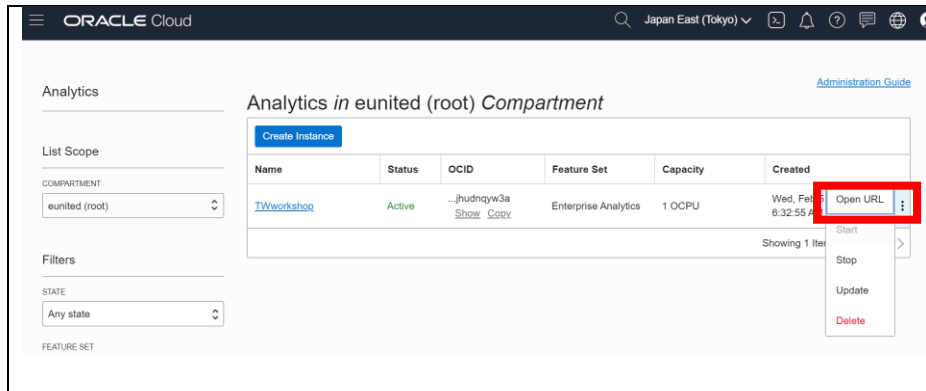 ORACLE Cloud
Japan East (Tokyo)
Analytics
Administration Guide
Analytics in eunited (root) Compartment
Create Instance
List Scope
Name Status OCID Feature Set Capacity Created
COMPARTMENT
eunited (root)
TWworkshop Active ...jhudnqyw3a Enterprise Analytics 1 OCPU Wed, Feb
Show Copy 6:32:55
Open URL
Start
Showing 1
Filters
Stop
STATE
Any state
Update
Delete
FEATURE SET